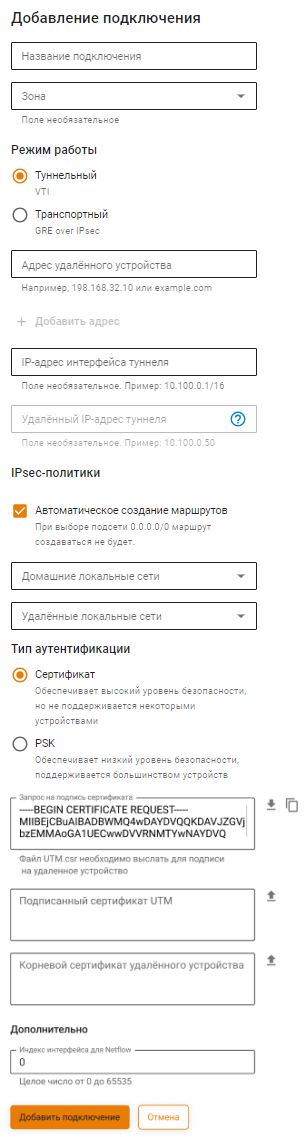 Добавление подключения
Название подключения
Зона
Поле необязательное
Режим работы
Туннельный
VTI
Транспортный
GRE over IPsec
Адрес удалённого устройства
Например, 198.168.32.10 или example.com
+ Добавить адрес
IP-адрес интерфейса туннеля
Поле необязательное. Пример: 10.100.0.1/16
Удалённый IP-адрес туннеля
Поле необязательное. Пример: 10.100.0.50
IPsec-политики
Автоматическое создание маршрутов
При выборе подсети 0.0.0.0/0 маршрут
создаваться не будет.
Домашние локальные сети
Удалённые локальные сети
Тип аутентификации
Сертификат
Обеспечивает высокий уровень безопасности,
но не поддерживается некоторыми
устройствами
PSK
Обеспечивает низкий уровень безопасности,
поддерживается большинством устройств
Запрос на подпись сертификата
-----BEGIN CERTIFICATE REQUEST-----
MIIBEjCBuAIBADBWMQ4wDAYDVQQKDAVJZGVj
bzEMMAoGA1UECwwDVVRNMTYwNAYDVQ
Файл UTM.csr необходимо выслать для подписи
на удаленное устройство
Подписанный сертификат UTM
Корневой сертификат удалённого устройства
Дополнительно
Индекс интерфейса для Netflow
0
Целое число от 0 до 65535
Добавить подключение
Отмена